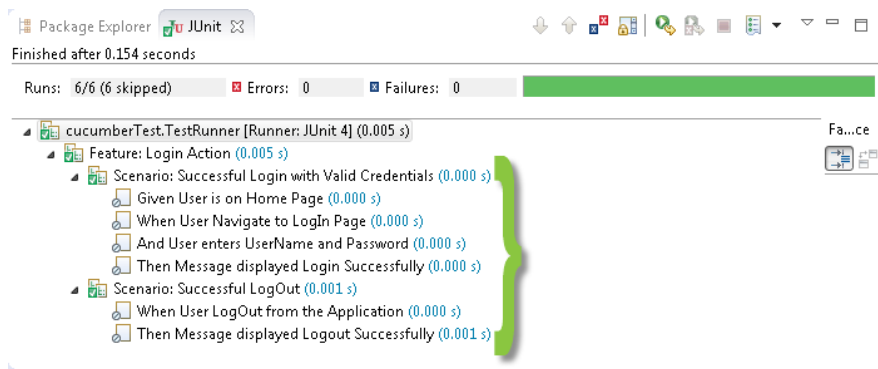 Package Explorer JUnit
Finished after 0.154 seconds
Runs: 6/6 (6 skipped) Errors: 0 Failures: 0
cucumberTest.TestRunner [Runner: JUnit 4] (0.005 s)
Fa...ce
Feature: Login Action (0.005 s)
Scenario: Successful Login with Valid Credentials (0.000 s)
Given User is on Home Page (0.000 s)
When User Navigate to LogIn Page (0.000 s)
And User enters UserName and Password (0.000 s)
Then Message displayed Login Successfully (0.000 s)
Scenario: Successful LogOut (0.001 s)
When User LogOut from the Application (0.000 s)
Then Message displayed Logout Successfully (0.001 s)